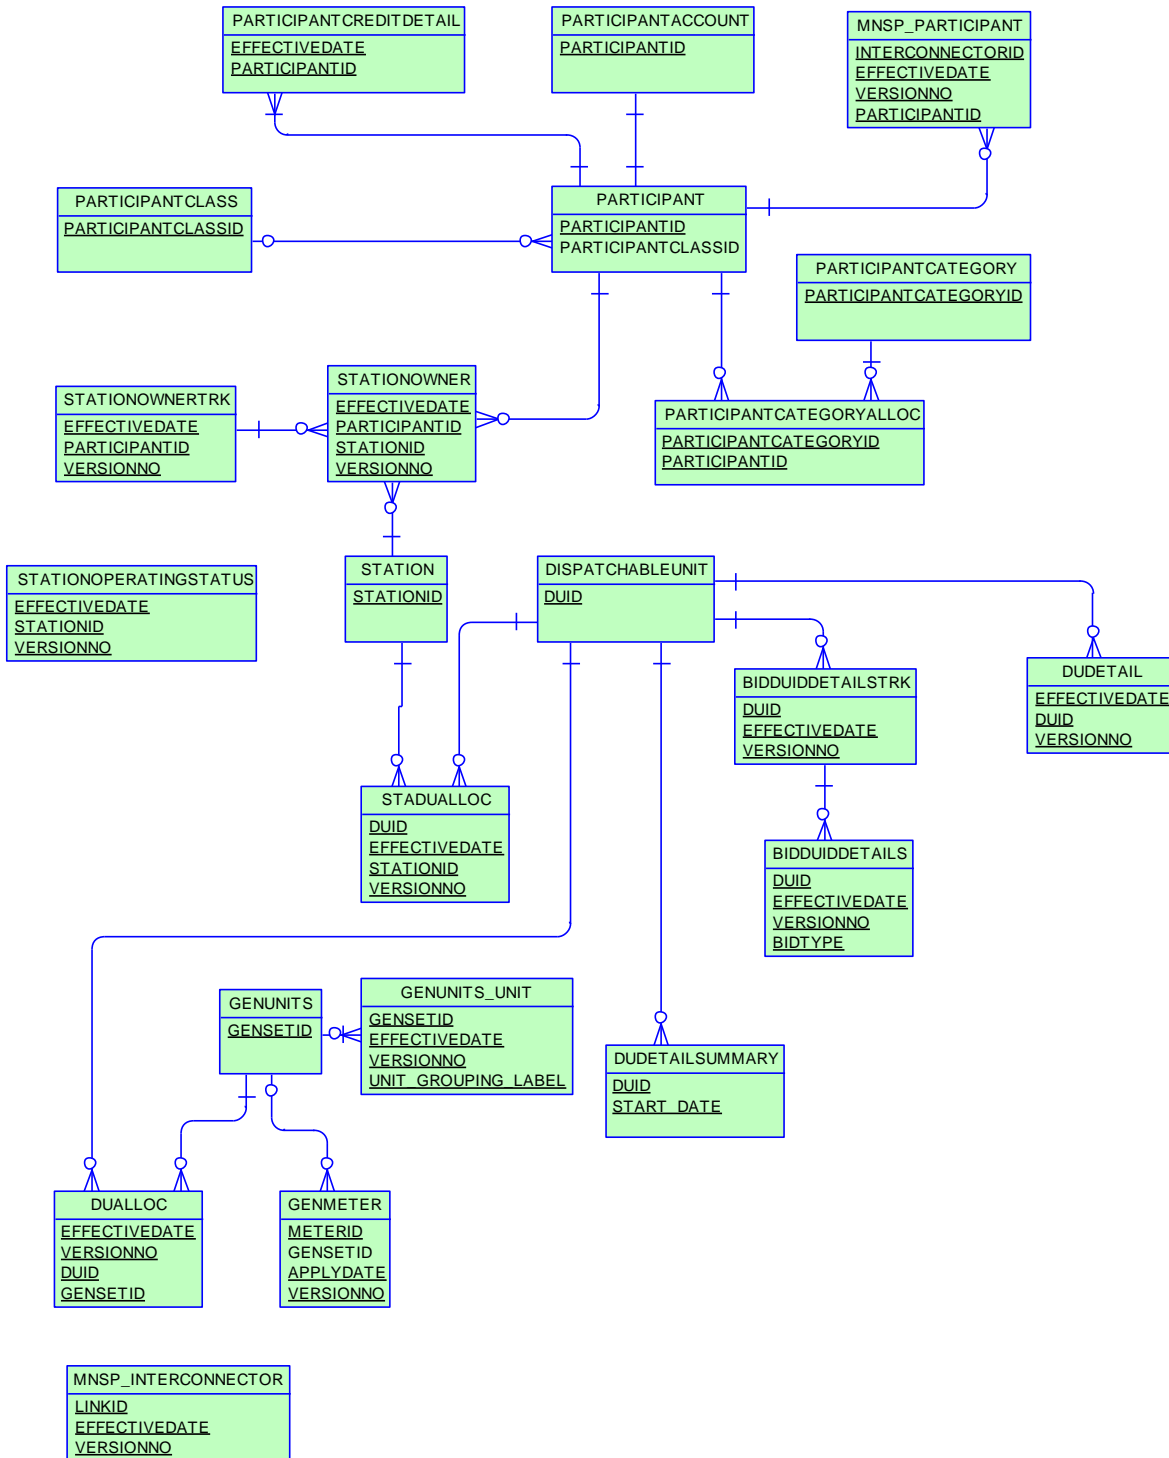 PARTICIPANTCREDITDETAIL
EFFECTIVEDATE
PARTICIPANTID
PARTICIPANTACCOUNT
PARTICIPANTID
MNSP_PARTICIPANT
INTERCONNECTORID
EFFECTIVEDATE
VERSIONNO
PARTICIPANTID
PARTICIPANTCLASS
PARTICIPANTCLASSID
PARTICIPANT
PARTICIPANTID
PARTICIPANTCLASSID
PARTICIPANTCATEGORY
PARTICIPANTCATEGORYID
STATIONOWNERTRK
EFFECTIVEDATE
PARTICIPANTID
VERSIONNO
STATIONOWNER
EFFECTIVEDATE
PARTICIPANTID
STATIONID
VERSIONNO
PARTICIPANTCATEGORYALLOC
PARTICIPANTCATEGORYID
PARTICIPANTID
STATIONOPERATINGSTATUS
EFFECTIVEDATE
STATIONID
VERSIONNO
STATION
STATIONID
DISPATCHABLEUNIT
DUID
BIDDUIDDETAILSTRK
DUID
EFFECTIVEDATE
VERSIONNO
DUDETAIL
EFFECTIVEDATE
DUID
VERSIONNO
STADUALLOC
DUID
EFFECTIVEDATE
STATIONID
VERSIONNO
BIDDUIDDETAILS
DUID
EFFECTIVEDATE
VERSIONNO
BIDTYPE
GENUNITS
GENSETID
GENUNITS_UNIT
GENSETID
EFFECTIVEDATE
VERSIONNO
UNIT_GROUPING_LABEL
DUDETAILSUMMARY
DUID
START_DATE
DUALLOC
EFFECTIVEDATE
VERSIONNO
DUID
GENSETID
GENMETER
METERID
GENSETID
APPLYDATE
VERSIONNO
MNSP_INTERCONNECTOR
LINKID
EFFECTIVEDATE
VERSIONNO